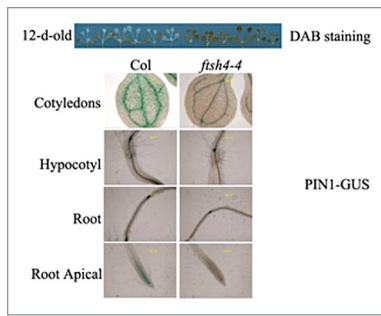 12-d-old DAB staining
Col ftsh4-4
Cotyledons
Hypocotyl
PIN1-GUS
Root
Root Apical